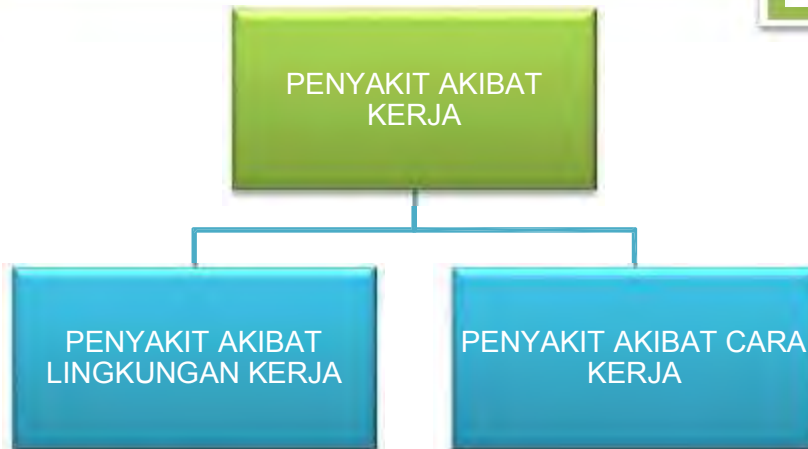 PENYAKIT AKIBAT
KERJA
PENYAKIT AKIBAT
LINGKUNGAN KERJA
PENYAKIT AKIBAT CARA
KERJA